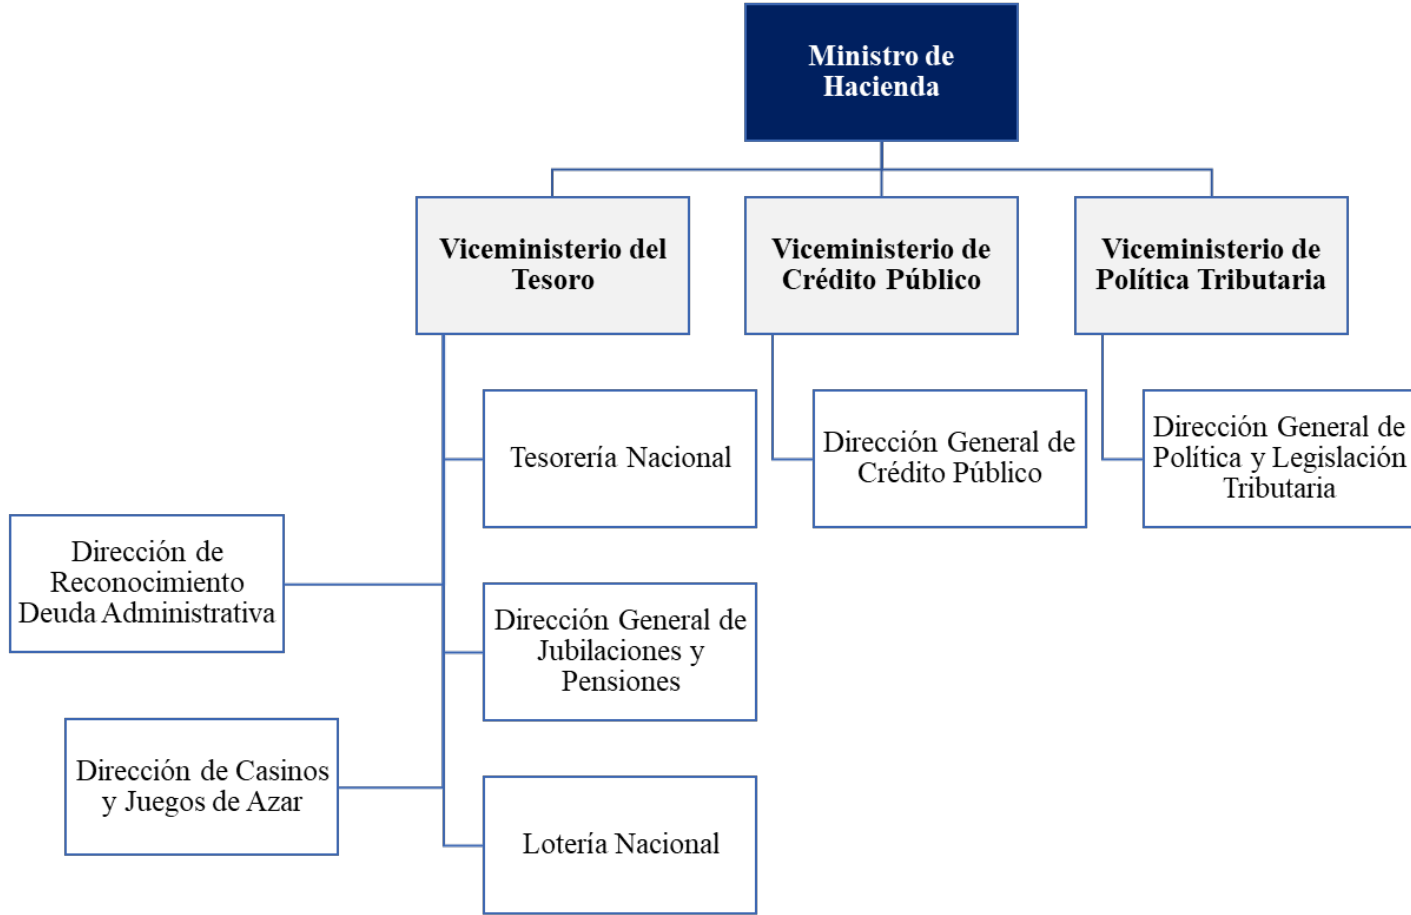 Ministro de
Hacienda
Viceministerio del
Tesoro
Viceministerio de
Crédito Público
Viceministerio de
Política Tributaria
Tesorería Nacional
Dirección General de
Crédito Público
Dirección General de
Política y Legislación
Tributaria
Dirección de
Reconocimiento
Deuda Administrativa
Dirección General de
Jubilaciones y
Pensiones
Dirección de Casinos
y Juegos de Azar
Lotería Nacional